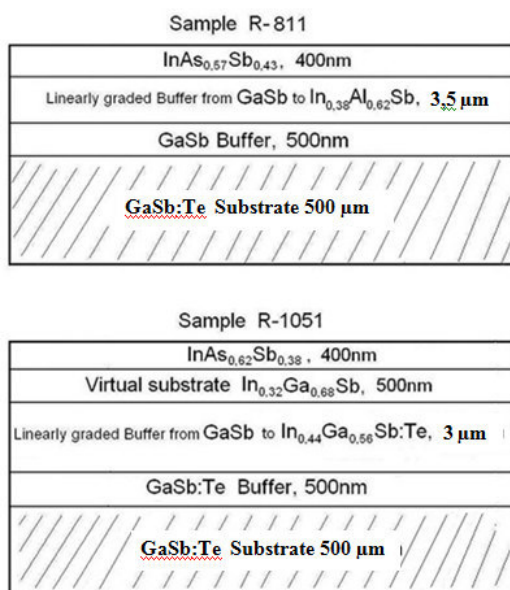 Sample R-811
InAs0,57Sb0,43, 400nm
Linearly graded Buffer from GaSb to In0,38Al0,62Sb, 3,5 µm
GaSb Buffer, 500nm
GaSb:Te Substrate 500 µm
Sample R-1051
InAs0,62Sb0,38, 400nm
Virtual substrate In0,32Ga0,68Sb, 500nm
Linearly graded Buffer from GaSb to In0,44Ga0,56Sb:Te, 3 µm
GaSb:Te Buffer, 500nm
GaSb:Te Substrate 500 µm